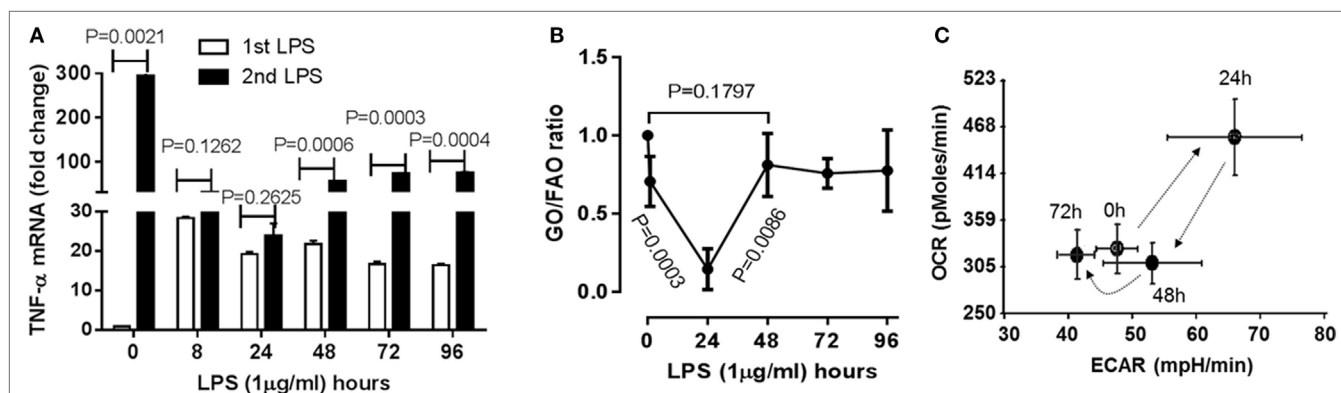 A
P=0.0021
1st LPS
2nd LPS
300
200
100
30
20
10
0
P=0.1262
P=0.2625
P=0.0006
P=0.0003
P=0.0004
TNF-α mRNA (fold change)
0 8 24 48 72 96
LPS (1μg/ml) hours
B
1.5
1.0
0.5
0.0
GO/FAO ratio
P=0.1797
P=0.0003
P=0.0086
0 24 48 72 96
LPS (1μg/ml) hours
C
523
468
414
359
305
250
OCR (pMoles/min)
24h
72h
0h
48h
30 40 50 60 70 80
ECAR (mpH/min)